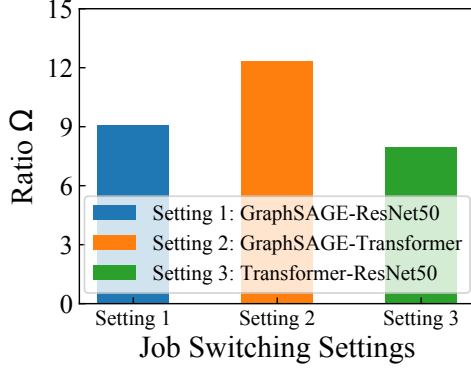 15
12
9
6
3
0
Ratio Ω
Setting 1: GraphSAGE-ResNet50
Setting 2: GraphSAGE-Transformer
Setting 3: Transformer-ResNet50
Setting 1 Setting 2 Setting 3
Job Switching Settings